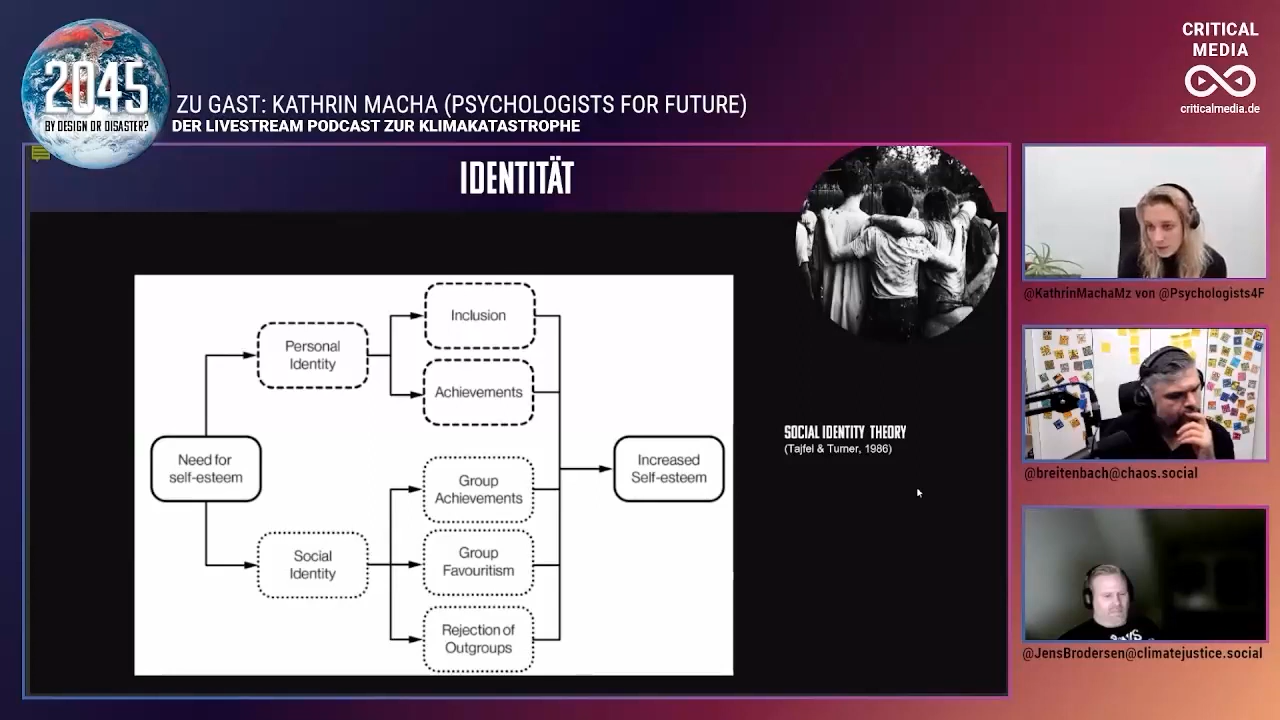 2045
BY DESIGN OR DISASTER?
ZU GAST: KATHRIN MACHA (PSYCHOLOGISTS FOR FUTURE)
DER LIVESTREAM PODCAST ZUR KLIMAKATASTROPHE
CRITICAL
MEDIA
criticalmedia.de
IDENTITÄT
Need for
self-esteem
Personal
Identity
Social
Identity
Inclusion
Achievements
Group
Achievements
Group
Favouritism
Rejection of
Outgroups
Increased
Self-esteem
SOCIAL IDENTITY THEORY
(Tajfel & Turner, 1986)
@KathrinMachaMz von @Psychologists4F
@breitenbach@chaos.social
@JensBrodersen@climatejustice.social